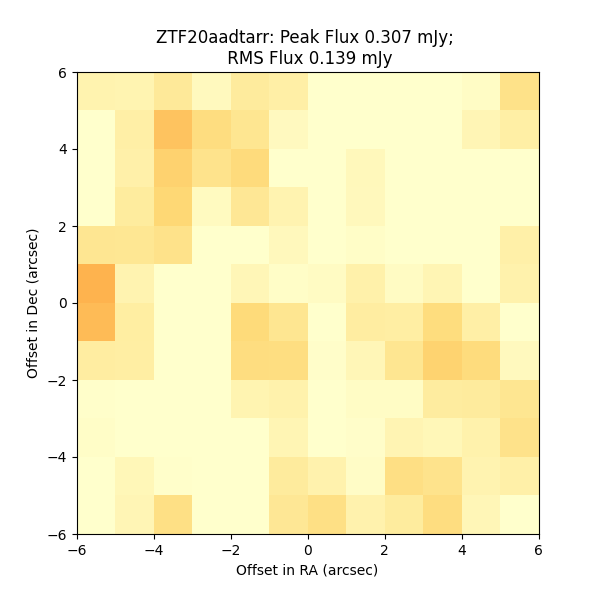 ZTF20aadtarr: Peak Flux 0.307 mJy;
RMS Flux 0.139 mJy
6
4
2
0
−2
−4
−6
Offset in Dec (arcsec)
−6 −4 −2 0 2 4 6
Offset in RA (arcsec)